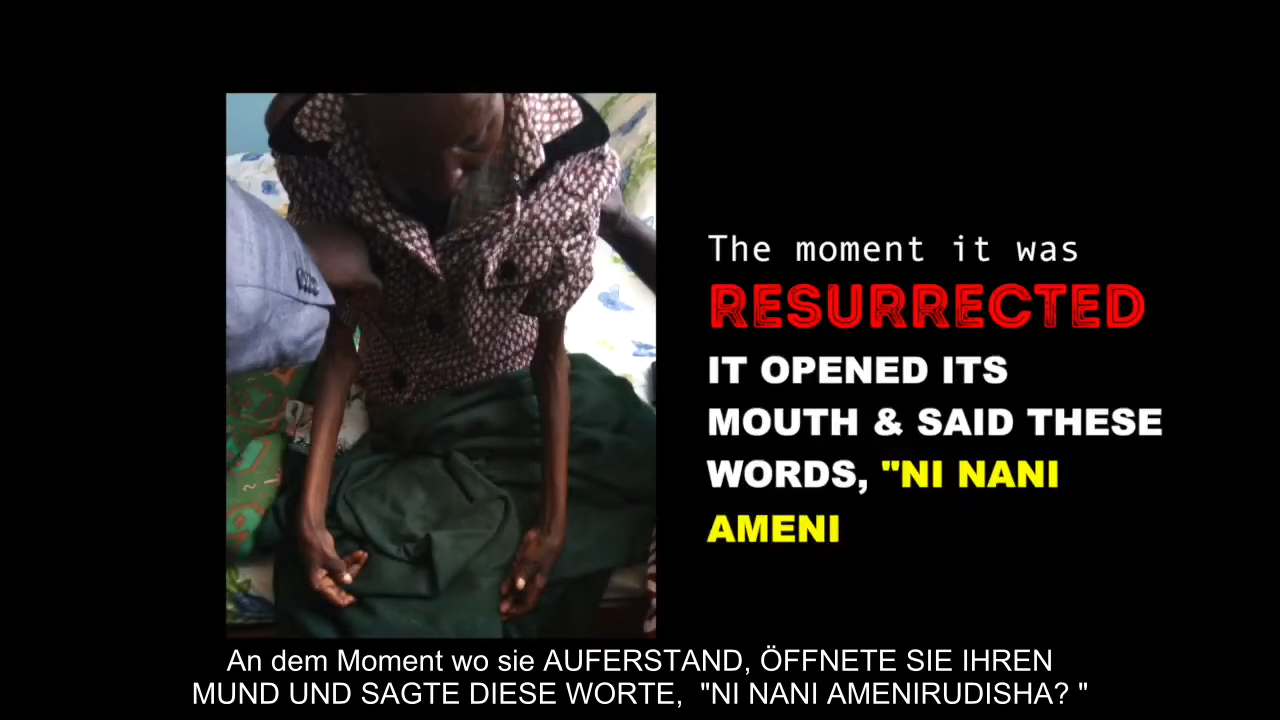 The moment it was
RESURRECTED
IT OPENED ITS
MOUTH & SAID THESE
WORDS, "NI NANI
AMENI
An dem Moment wo sie AUFERSTAND, ÖFFNETE SIE IHREN
MUND UND SAGTE DIESE WORTE, "NI NANI AMENIRUDISHA? "